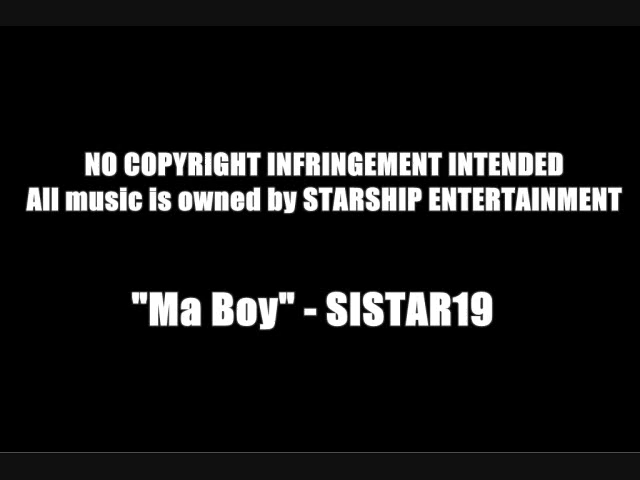 NO COPYRIGHT INFRINGEMENT INTENDED
All music is owned by STARSHIP ENTERTAINMENT
"Ma Boy" - SISTAR19